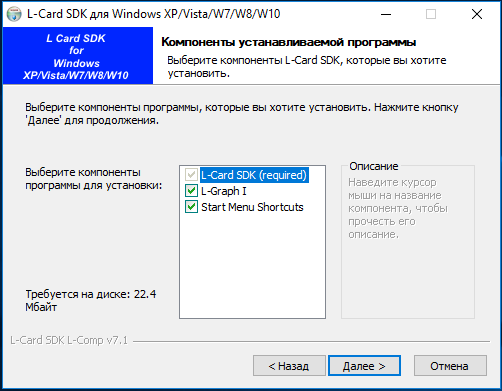 L-Card SDK для Windows XP/Vista/W7/W8/W10
L Card SDK
for
Windows
XP/Vista/W7/W8/W10
Компоненты устанавливаемой программы
Выберите компоненты L-Card SDK, которые вы хотите
установить.
Выберите компоненты программы, которые вы хотите установить. Нажмите кнопку
'Далее' для продолжения.
Выберите компоненты
программы для установки:
L-Card SDK (required)
L-Graph I
Start Menu Shortcuts
Описание
Наведите курсор
мыши на название
компонента, чтобы
прочесть его
описание.
Требуется на диске: 22.4
Мбайт
L-Card SDK L-Comp v7.1
< Назад
Далее >
Отмена